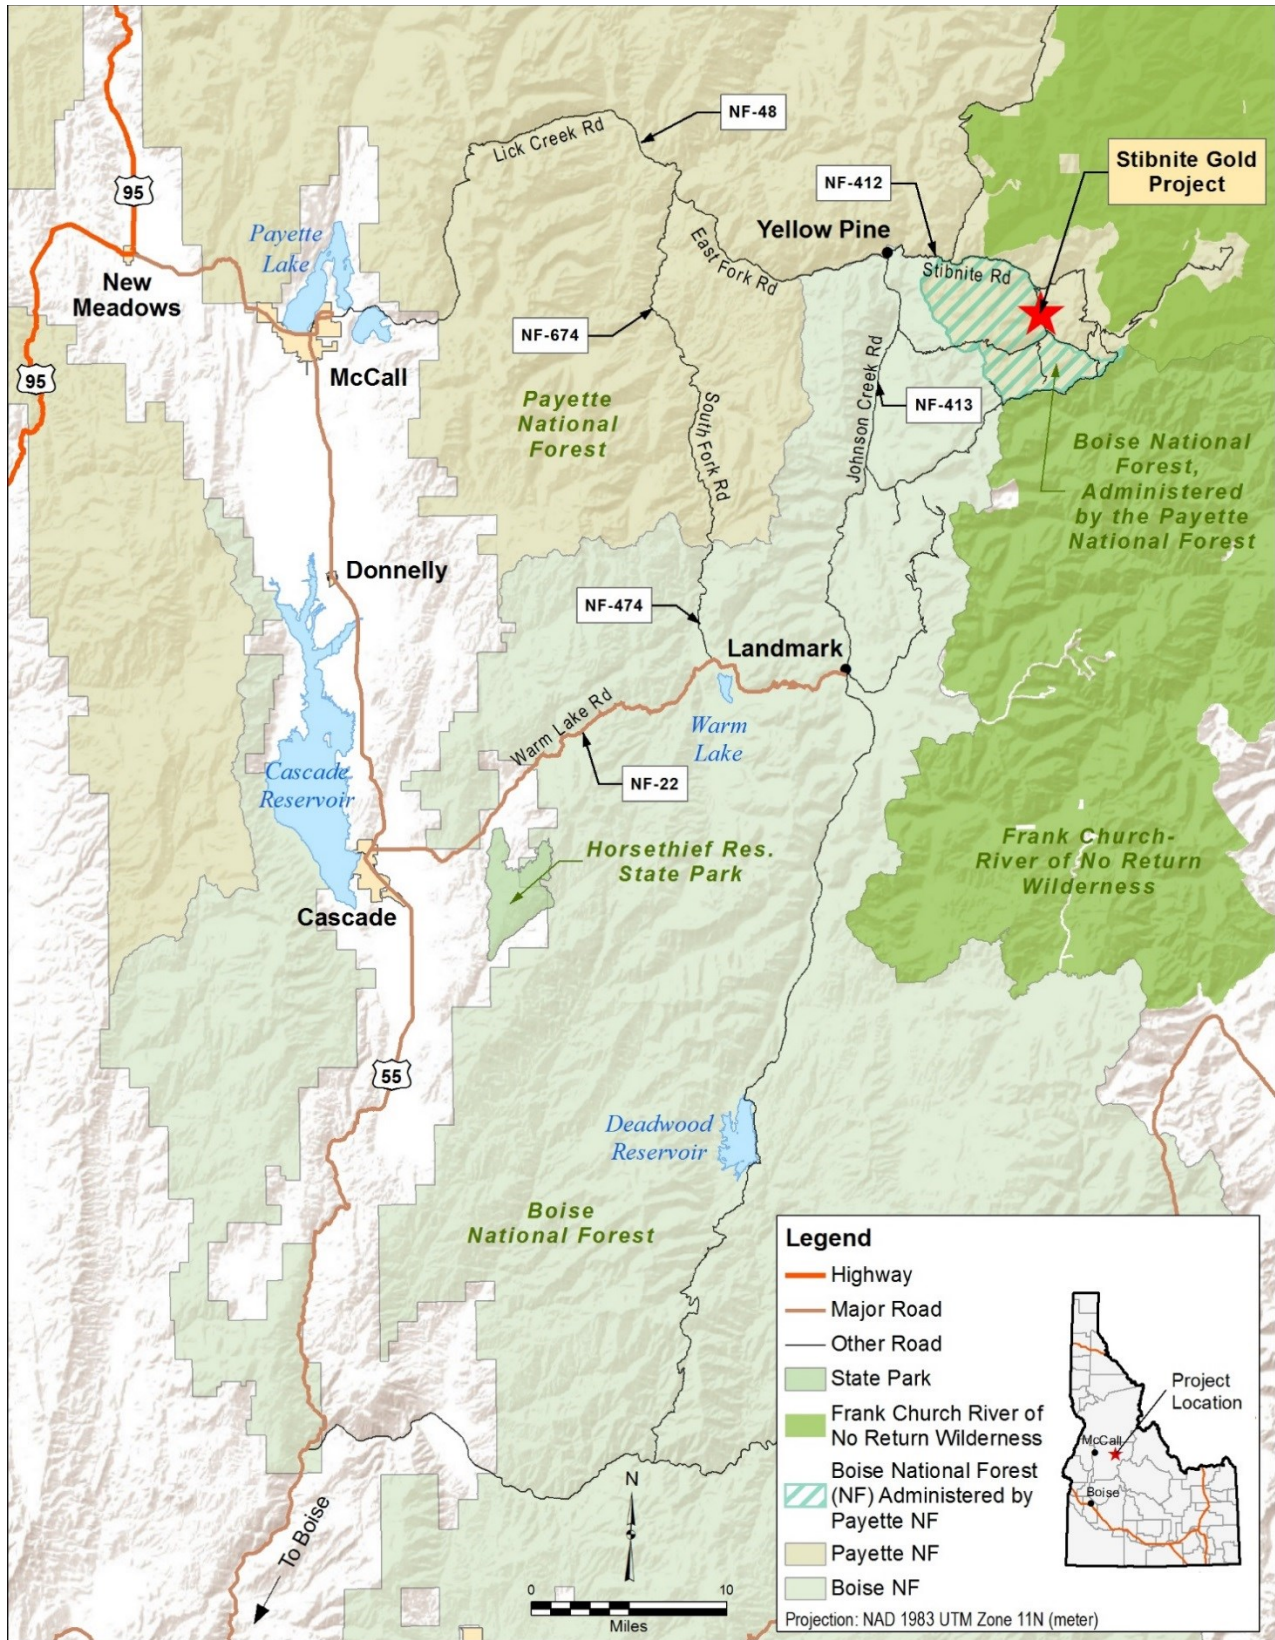 NF-48
Lick Creek Rd
Stibnite Gold
Project
95
NF-412
Payette
Lake
Yellow Pine
East Fork Rd
Stibnite Rd
New
Meadows
NF-674
McCall
95
Johnson Creek Rd
NF-413
Payette
National
Forest
South Fork Rd
Boise National
Forest,
Administered
by the Payette
National Forest
Donnelly
NF-474
Landmark
Warm Lake Rd
Warm
Lake
Cascade
Reservoir
NF-22
Horsethief Res.
State Park
Frank Church-
River of No Return
Wilderness
Cascade
55
Deadwood
Reservoir
Boise
National Forest
To Boise
N
0
10
Miles
Legend
Highway
Major Road
Other Road
State Park
Frank Church River of
No Return Wilderness
Boise National Forest
(NF) Administered by
Payette NF
Payette NF
Boise NF
Project
Location
McCall
Boise
Projection: NAD 1983 UTM Zone 11N (meter)